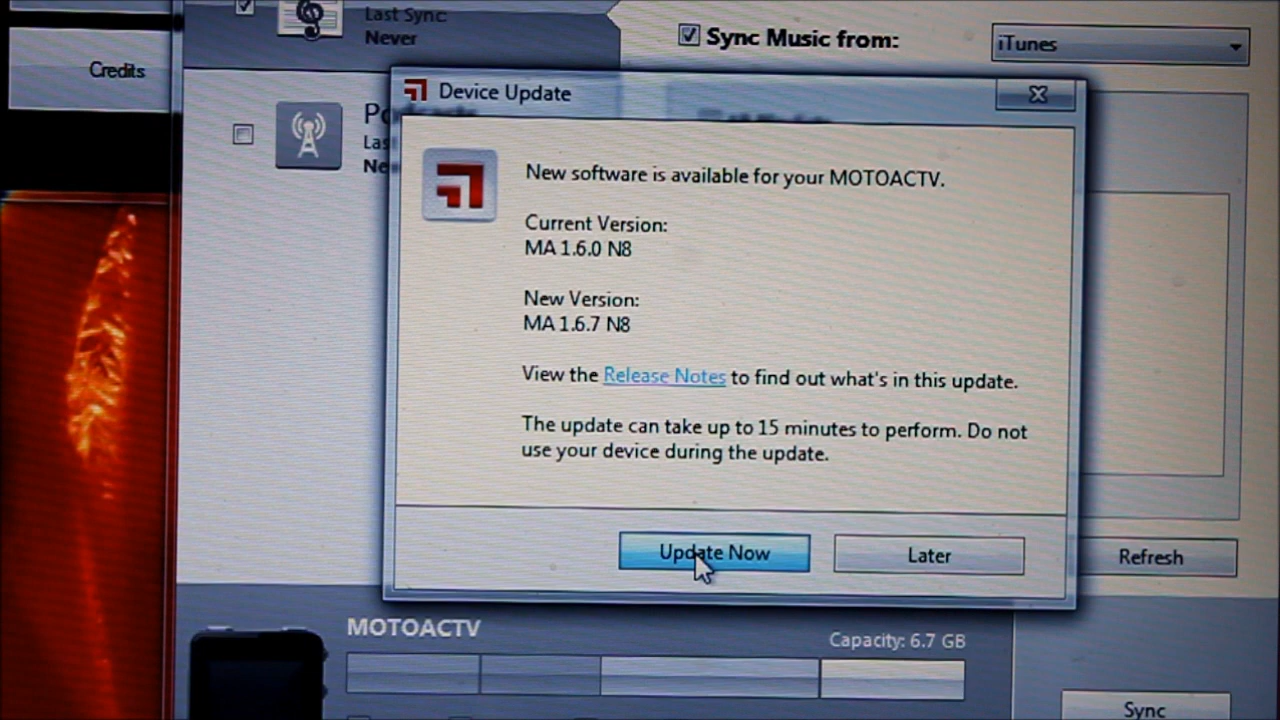 Last Sync
Never
Sync Music from:
iTunes
Credits
Device Update
New software is available for your MOTOACTV.
Current Version:
MA 1.6.0 N8
New Version:
MA 1.6.7 N8
View the Release Notes to find out what's in this update.
The update can take up to 15 minutes to perform. Do not
use your device during the update.
Update Now
Later
Refresh
MOTOACTV
Capacity: 6.7 GB
Sync